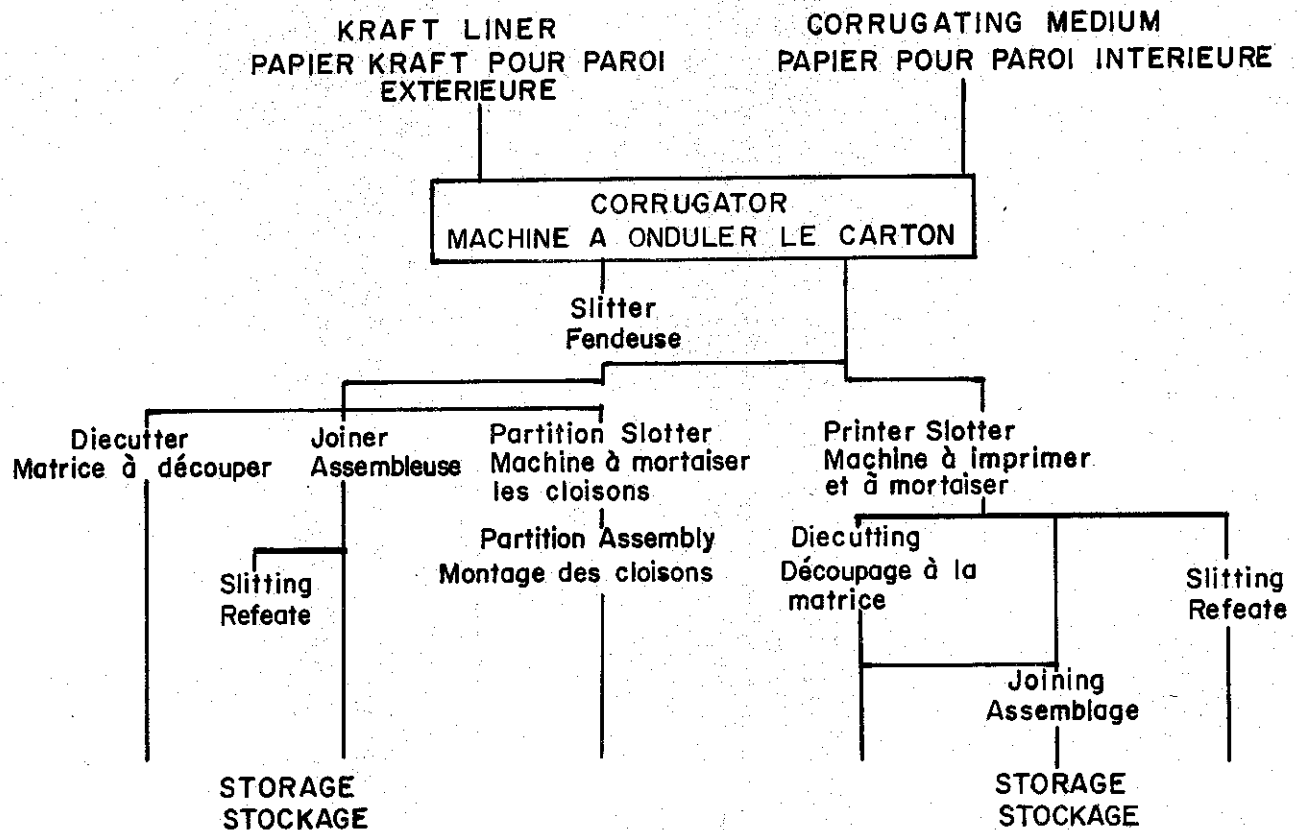 KRAFT LINER
PAPIER KRAFT POUR PAROI
EXTERIEURE
CORRUGATING MEDIUM
PAPIER POUR PAROI INTERIEURE
CORRUGATOR
MACHINE A ONDULER LE CARTON
Slitter
Fendeuse
Diecutter
Matrice à découper
Joiner
Assembleuse
Partition Slotter
Machine à mortaiser
les cloisons
Printer Slotter
Machine à imprimer
et à mortaiser
Slitting
Refeate
Partition Assembly
Montage des cloisons
Diecutting
Découpage à la
matrice
Slitting
Refeate
Joining
Assemblage
STORAGE
STOCKAGE
STORAGE
STOCKAGE